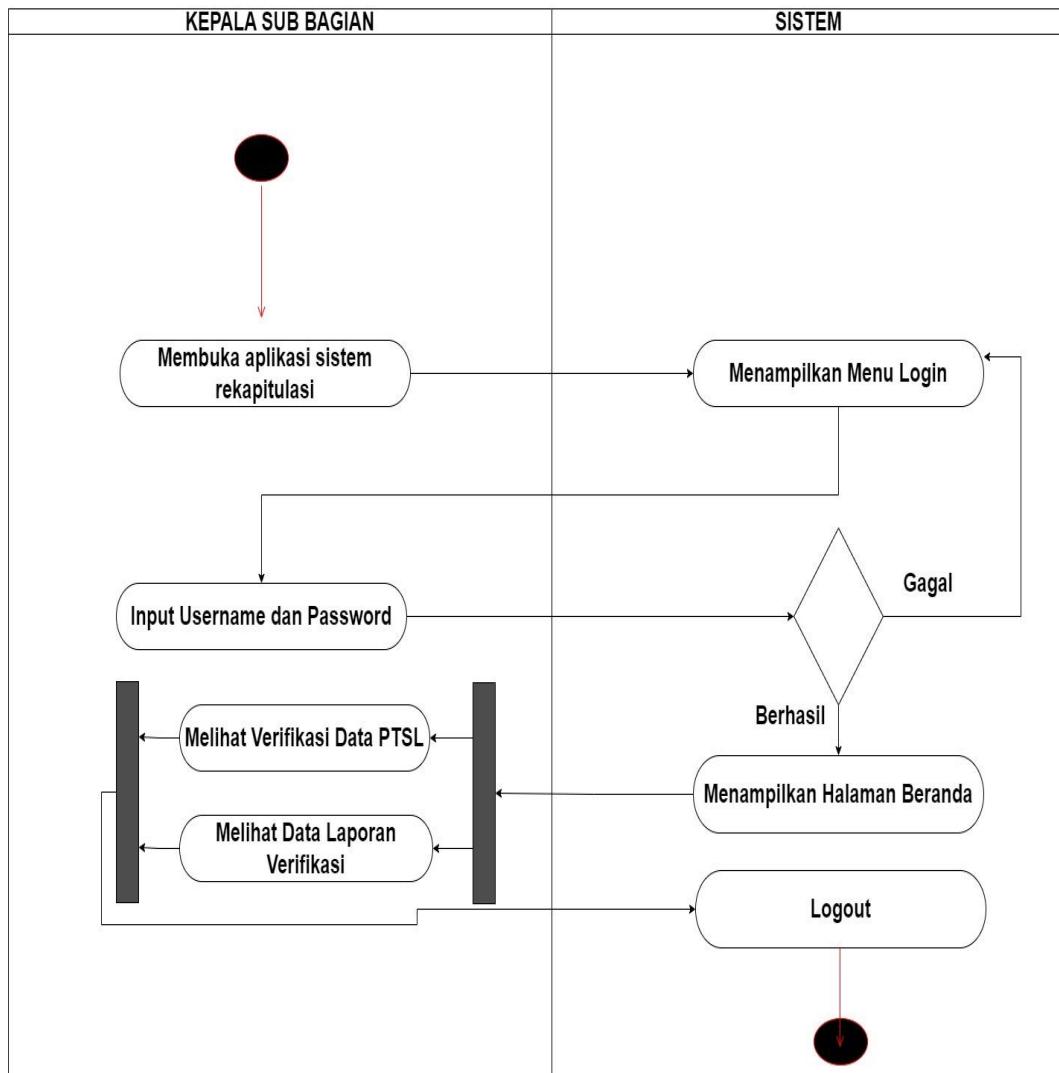 KEPALA SUB BAGIAN
SISTEM
Membuka aplikasi sistem
rekapitulasi
Menampilkan Menu Login
Input Username dan Password
Gagal
Berhasil
Melihat Verifikasi Data PTSL
Menampilkan Halaman Beranda
Melihat Data Laporan
Verifikasi
Logout